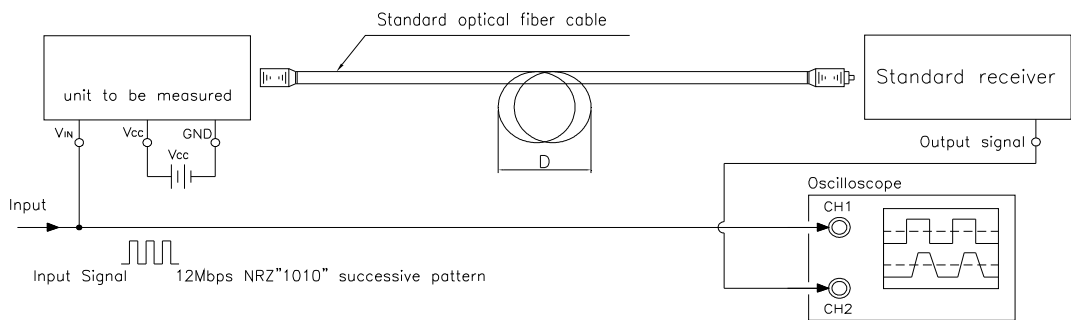 Standard optical fiber cable
unit to be measured
Standard receiver
VIN
Vcc
GND
Vcc
D
Output signal
Oscilloscope
Input
CH1
Input Signal
12Mbps NRZ"1010" successive pattern
CH2